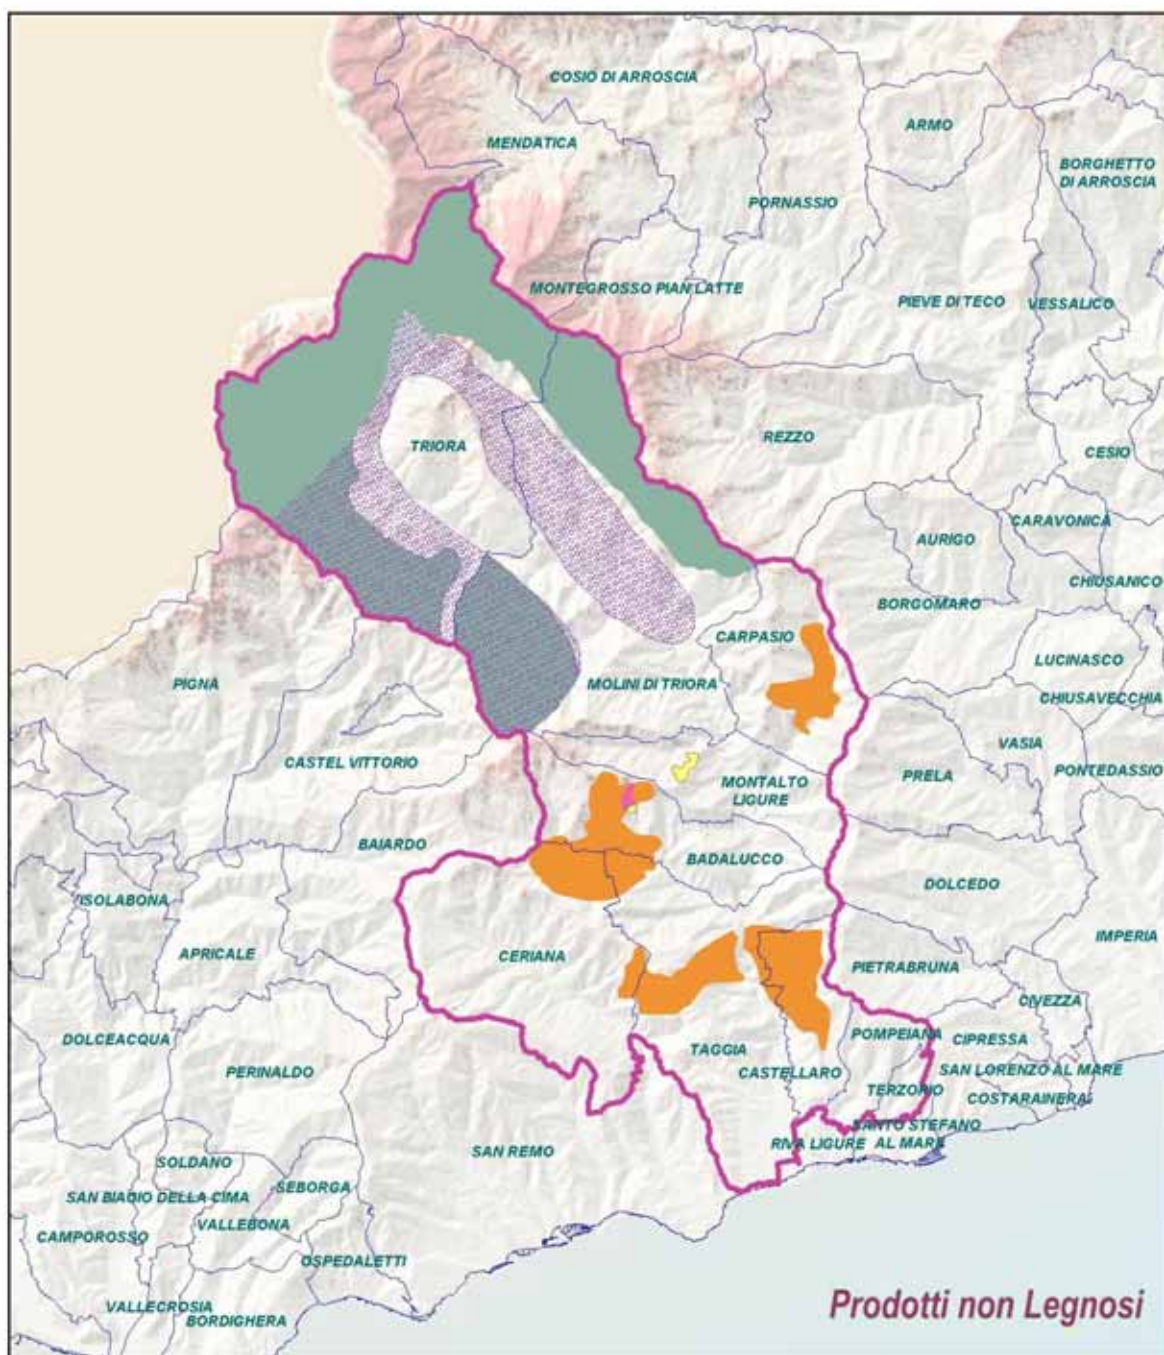 COSIO DI ARROSCIA
ARMO
MENDATICA
BORGHETTO
DI ARROSCIA
PORNASSIO
MONTEGROSSO PIAN LATTE
PIEVE DI TECO
VESSALICO
TRIORA
REZZO
CESIO
CARAVONICA
AURIGO
CHIUSANICO
BORGOMARO
CARPASIO
LUCINASCO
PIGNA
MOLINI DI TRIORA
CHIUSAVECCHIA
VASIA
CASTEL VITTORIO
PRELA
PONTEDASSIO
MONTALTO
LIGURE
BAIARDO
BADALUCCO
DOLCEDO
ISOLABONA
IMPERIA
APRICALE
CERIANA
PIETRABRUNA
CIVEZZA
DOLCEACQUA
POMPEIANA
CIPRESSA
TAGGIA
PERINALDO
CASTELLARO
SAN LORENZO AL MARE
TERZORIO
COSTARAINERA
SANTO STEFANO
AL MARE
RIVA LIGURE
SAN REMO
SOLDANO
SEBORGA
SAN BIAGIO DELLA CIMA
VALLEBONA
CAMPOROSSO
OSPEDALETTI
VALLECROSIA
BORDIGHERA
Prodotti non Legnosi